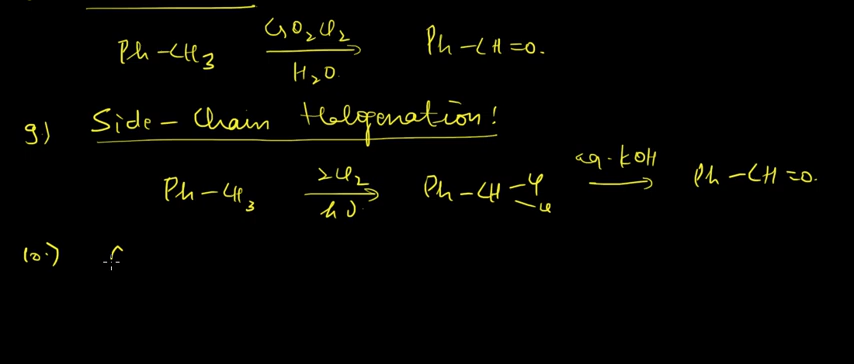 Ph-CH3 CrO2Cl2 / H2O → Ph-CH=O.
9) Side-Chain Halogenation!
Ph-CH3 2Cl2 / hν → Ph-CH-Cl -Cl aq. KOH → Ph-CH=O.
10.)